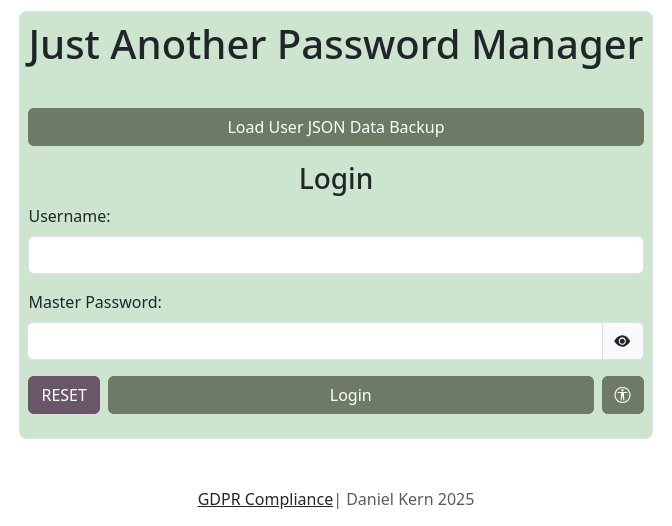 Just Another Password Manager
Load User JSON Data Backup
Login
Username:
Master Password:
RESET Login
GDPR Compliance| Daniel Kern 2025